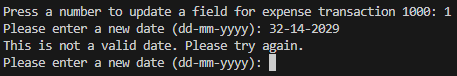 Press a number to update a field for expense transaction 1000: 1
Please enter a new date (dd-mm-yyyy): 32-14-2029
This is not a valid date. Please try again.
Please enter a new date (dd-mm-yyyy):